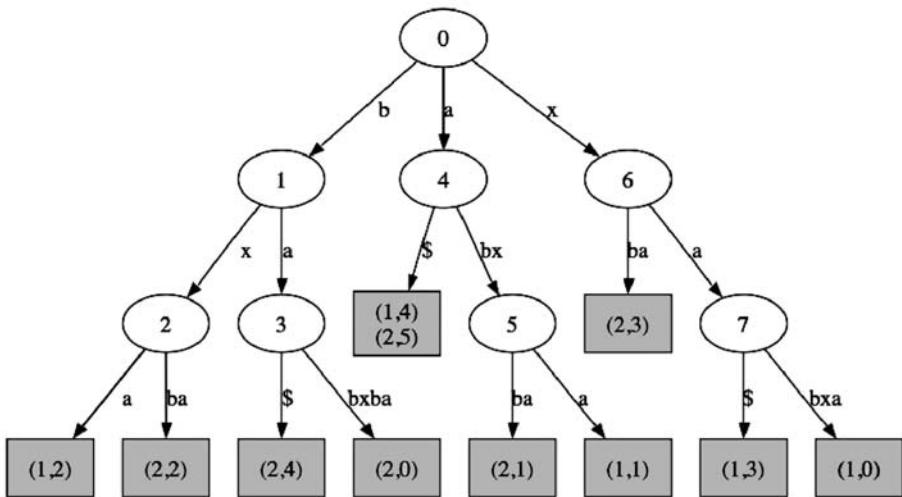 0
b
a
x
1
4
6
x
a
$
bx
ba
a
2
3
(1,4)
(2,5)
5
(2,3)
7
a
ba
$
bxba
ba
a
$
bxa
(1,2)
(2,2)
(2,4)
(2,0)
(2,1)
(1,1)
(1,3)
(1,0)